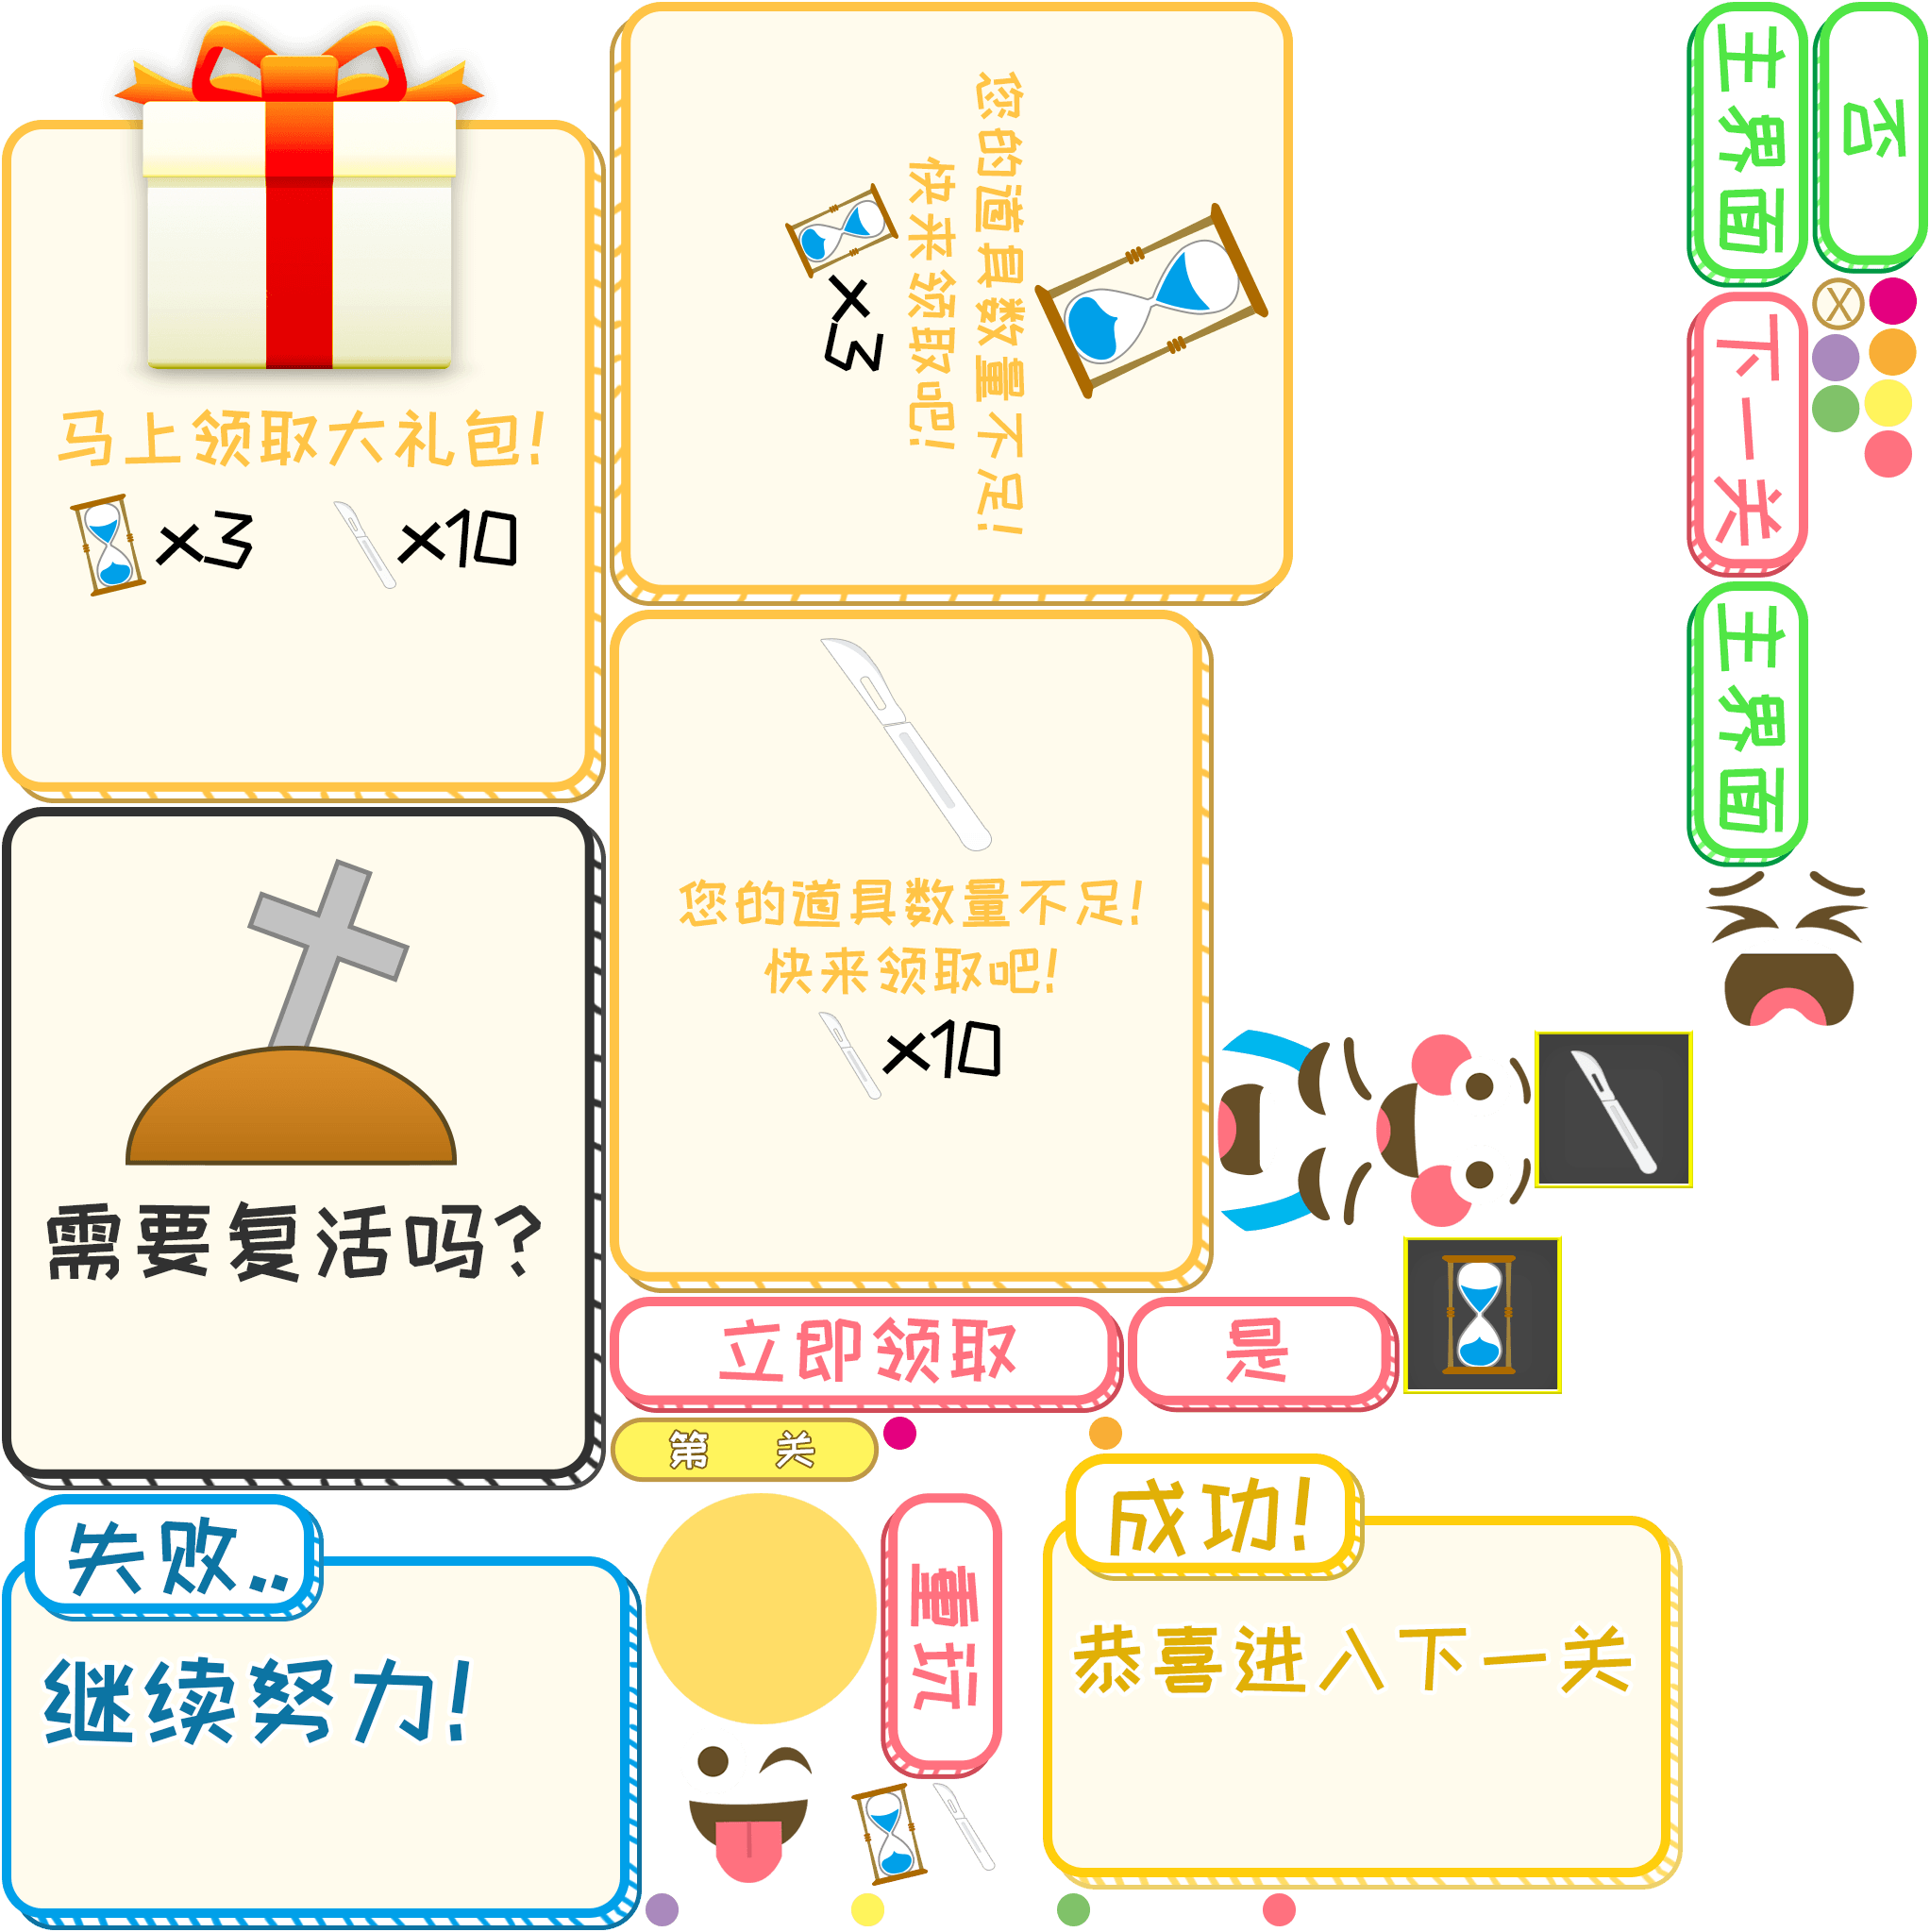 马上领取大礼包!
×3
×10
您的道具数量不足!
快来领取吧!
×3
主界面
否
X
下一关
主界面
需要复活吗?
您的道具数量不足!
快来领取吧!
×10
立即领取
是
第 关
失败...
继续努力!
重玩
成功!
恭喜进入下一关